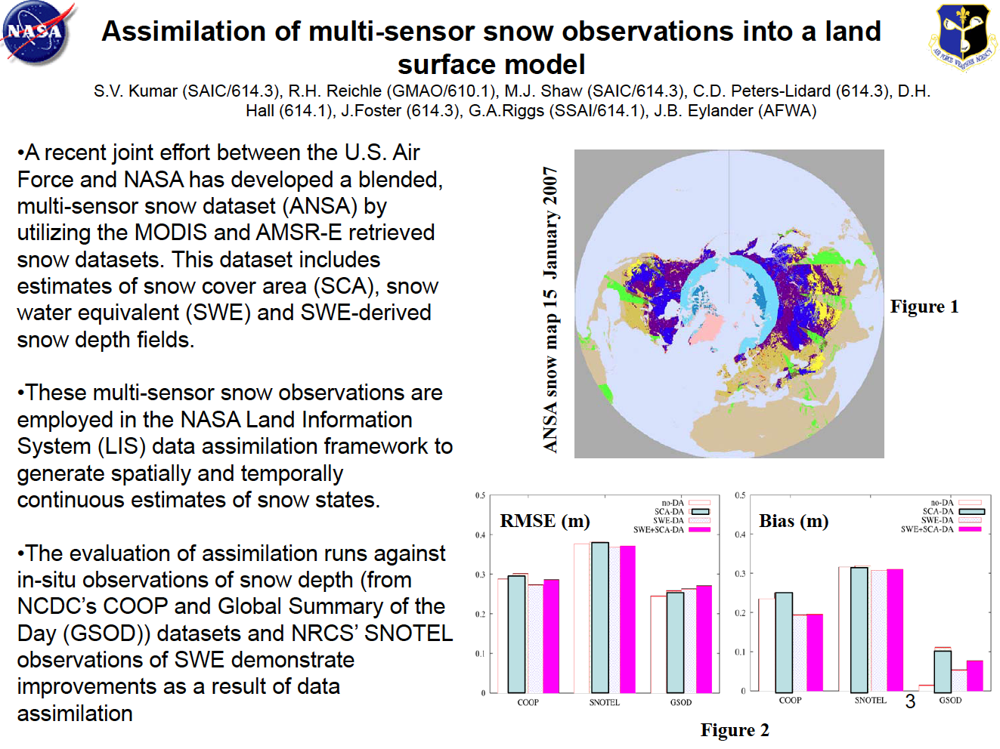 NASA
Assimilation of multi-sensor snow observations into a land
surface model
AIR FORCE WEATHER AGENCY
S.V. Kumar (SAIC/614.3), R.H. Reichle (GMAO/610.1), M.J. Shaw (SAIC/614.3), C.D. Peters-Lidard (614.3), D.H.
Hall (614.1), J.Foster (614.3), G.A.Riggs (SSAI/614.1), J.B. Eylander (AFWA)
•A recent joint effort between the U.S. Air
Force and NASA has developed a blended,
multi-sensor snow dataset (ANSA) by
utilizing the MODIS and AMSR-E retrieved
snow datasets. This dataset includes
estimates of snow cover area (SCA), snow
water equivalent (SWE) and SWE-derived
snow depth fields.
•These multi-sensor snow observations are
employed in the NASA Land Information
System (LIS) data assimilation framework to
generate spatially and temporally
continuous estimates of snow states.
•The evaluation of assimilation runs against
in-situ observations of snow depth (from
NCDC's COOP and Global Summary of the
Day (GSOD)) datasets and NRCS' SNOTEL
observations of SWE demonstrate
improvements as a result of data
assimilation
ANSA snow map 15 January 2007
Figure 1
0.5
0.4
0.3
0.2
0.1
0
RMSE (m)
no-DA
SCA-DA
SWE-DA
SWE+SCA-DA
COOP
SNOTEL
GSOD
0.5
0.4
0.3
0.2
0.1
0
Bias (m)
no-DA
SCA-DA
SWE-DA
SWE+SCA-DA
COOP
SNOTEL
GSOD
3
Figure 2